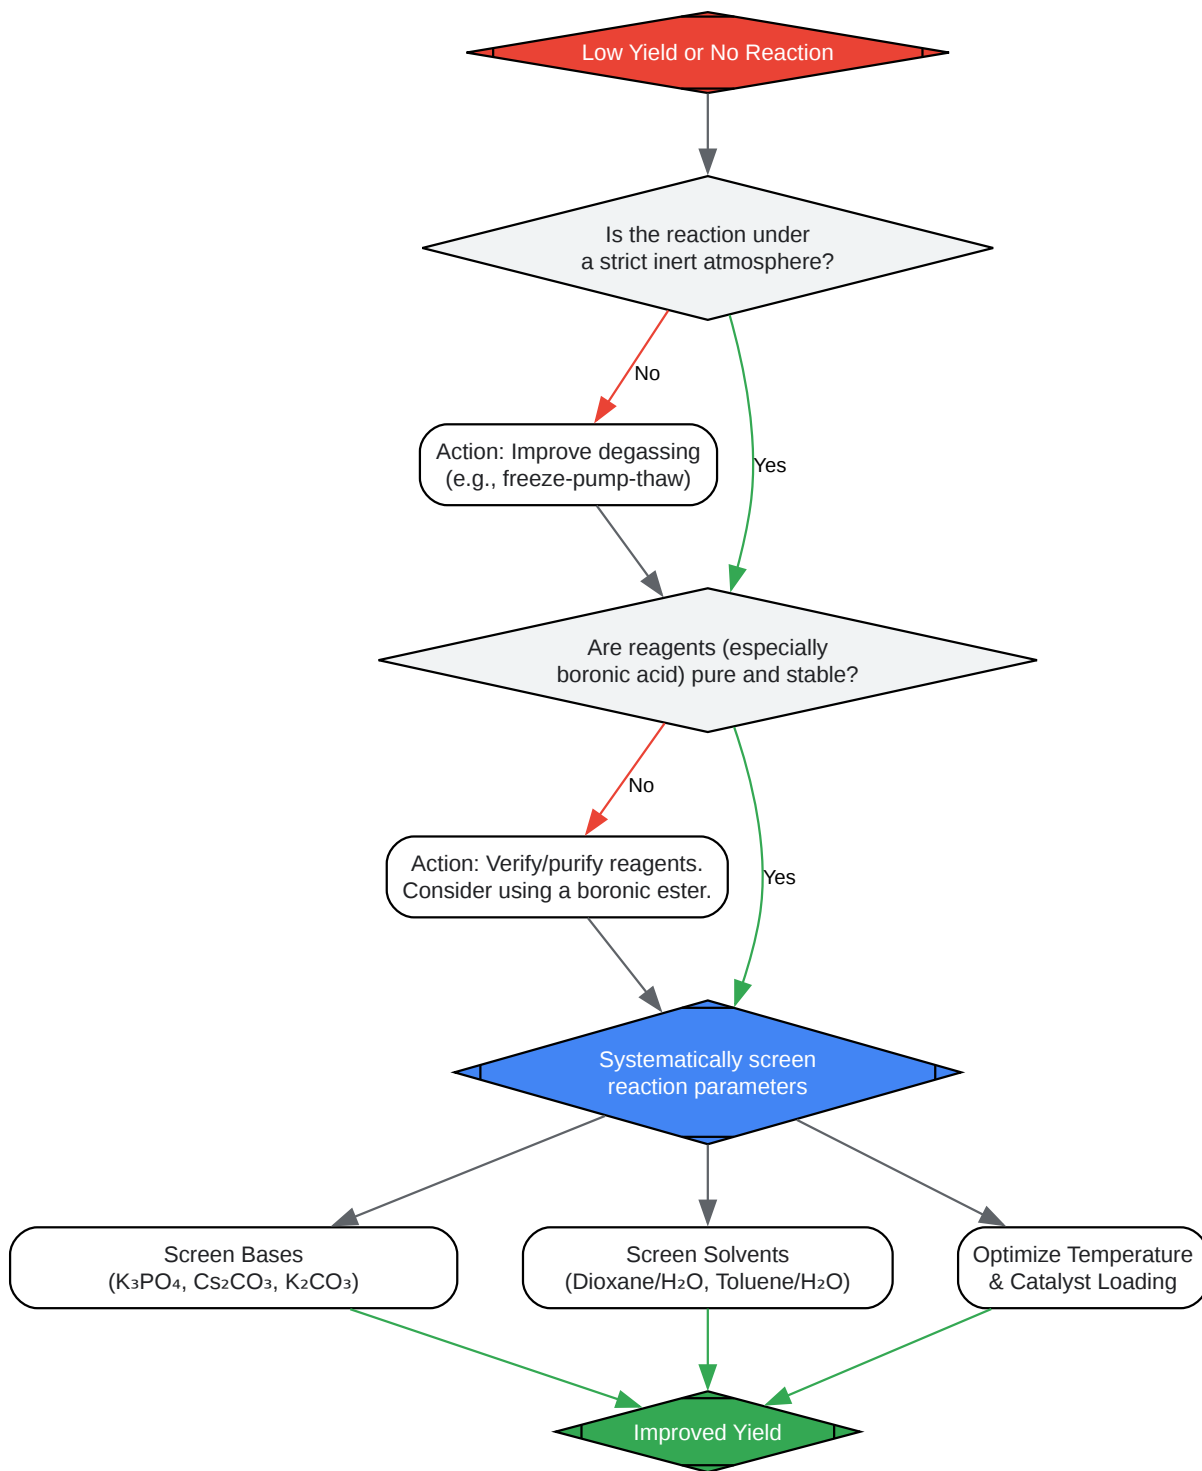 Low Yield or No Reaction
Is the reaction under
a strict inert atmosphere?
No
Action: Improve degassing
(e.g., freeze-pump-thaw)
Yes
Are reagents (especially
boronic acid) pure and stable?
No
Action: Verify/purify reagents.
Consider using a boronic ester.
Yes
Systematically screen
reaction parameters
Screen Bases
(K₃PO₄, Cs₂CO₃, K₂CO₃)
Screen Solvents
(Dioxane/H₂O, Toluene/H₂O)
Optimize Temperature
& Catalyst Loading
Improved Yield